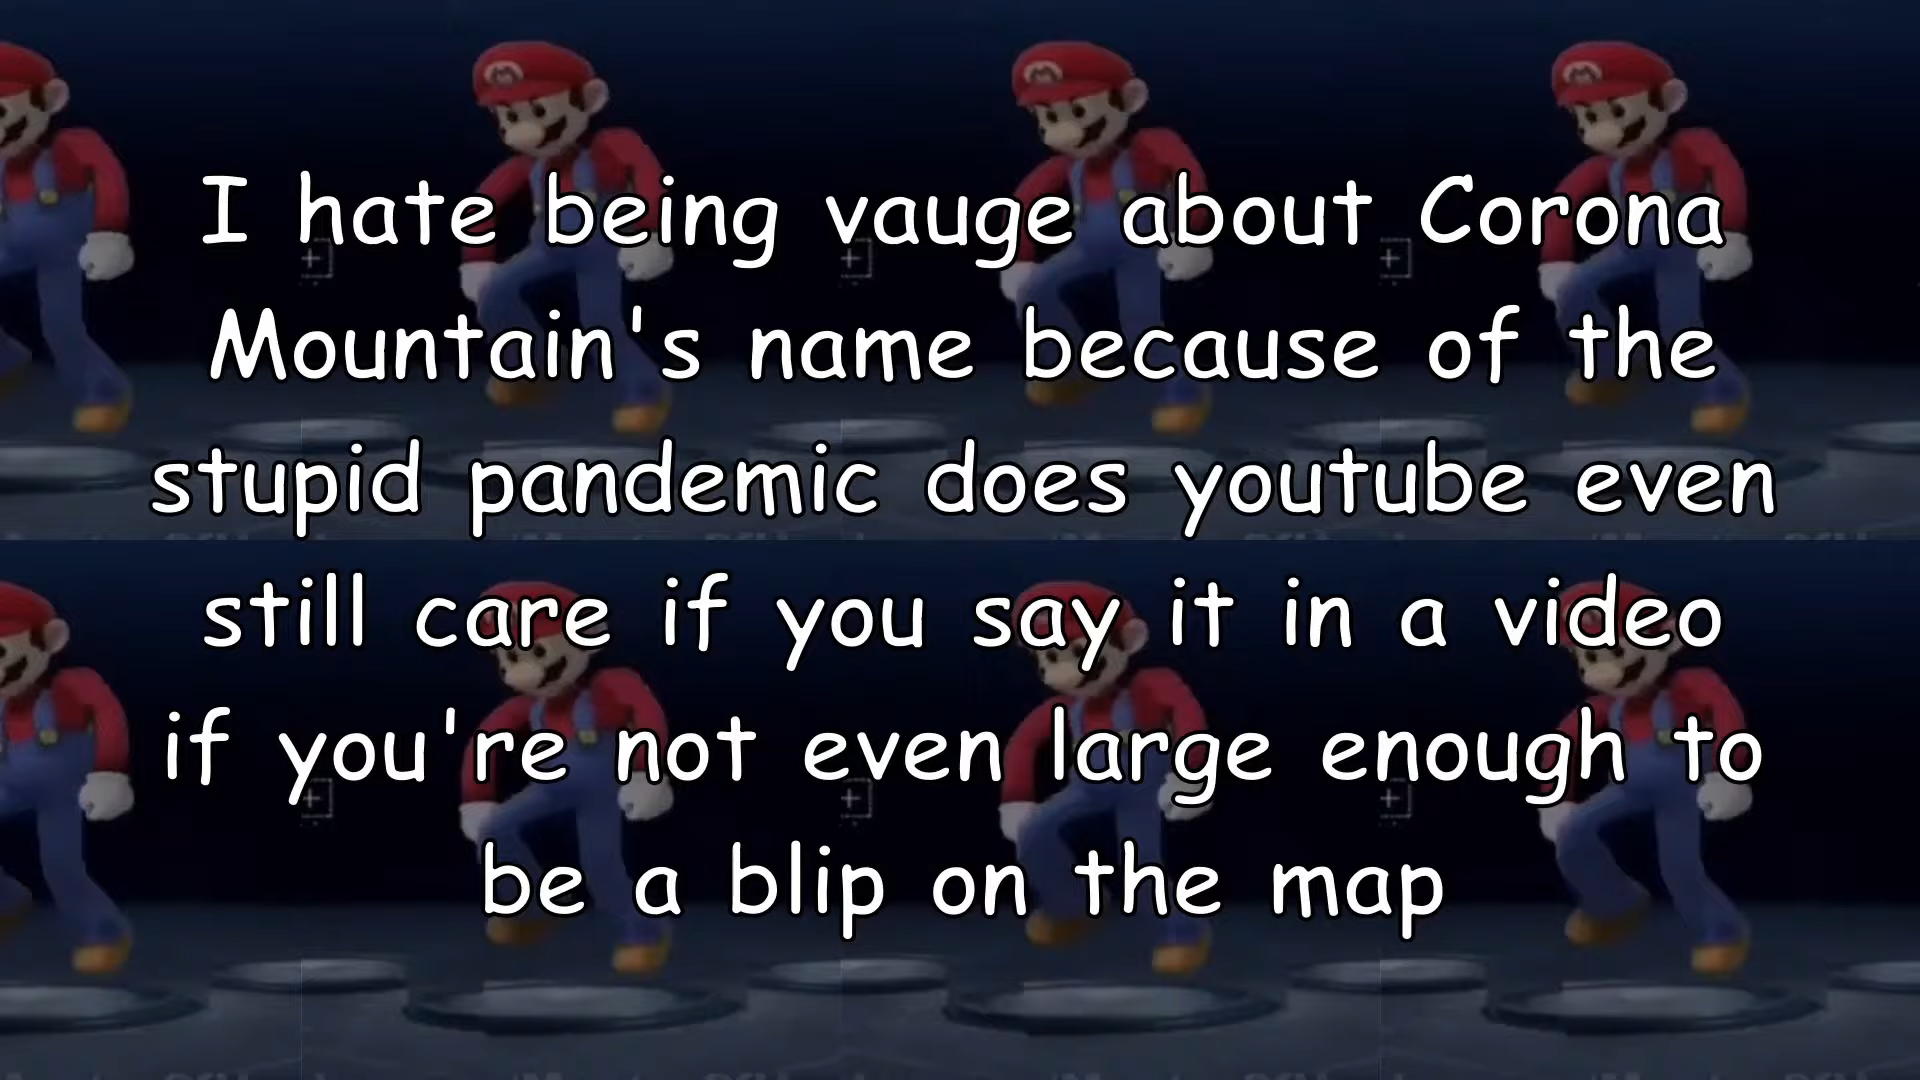 I hate being vauge about Corona
Mountain's name because of the
stupid pandemic does youtube even
still care if you say it in a video
if you're not even large enough to
be a blip on the map